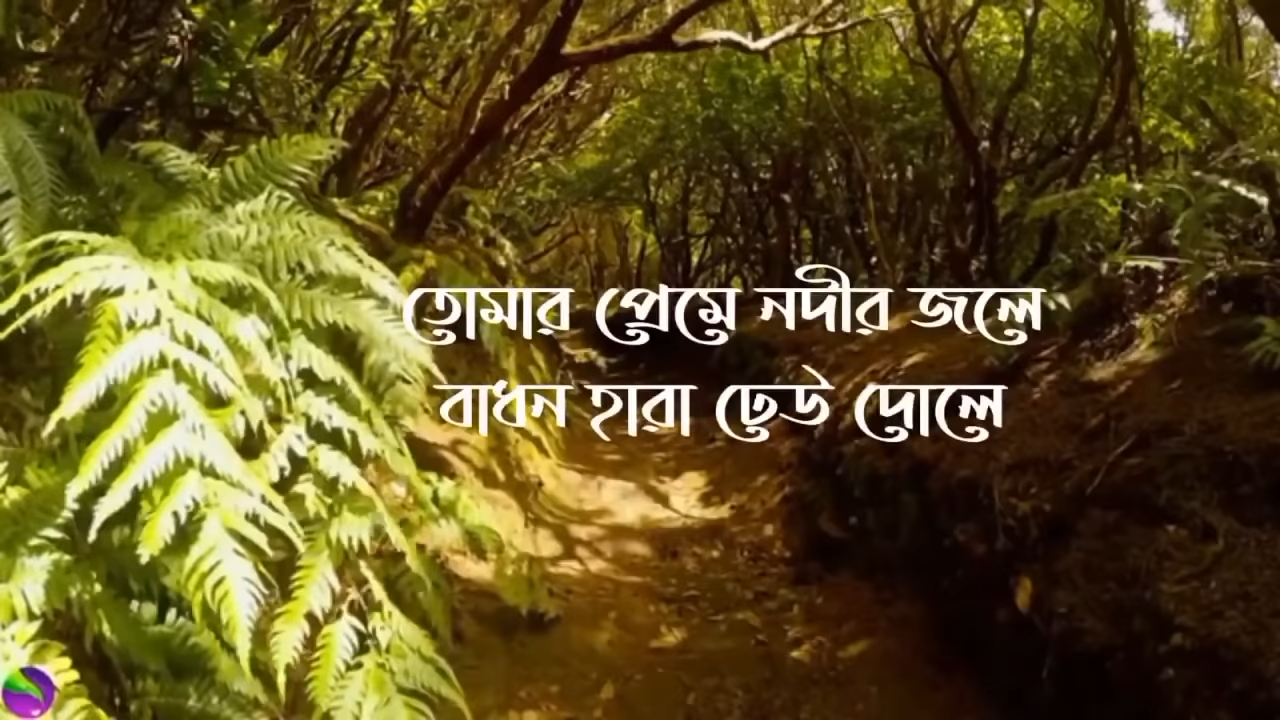 তোমার প্রেমে নদীর জলে
বাধন হারা ঢেউ দোলে